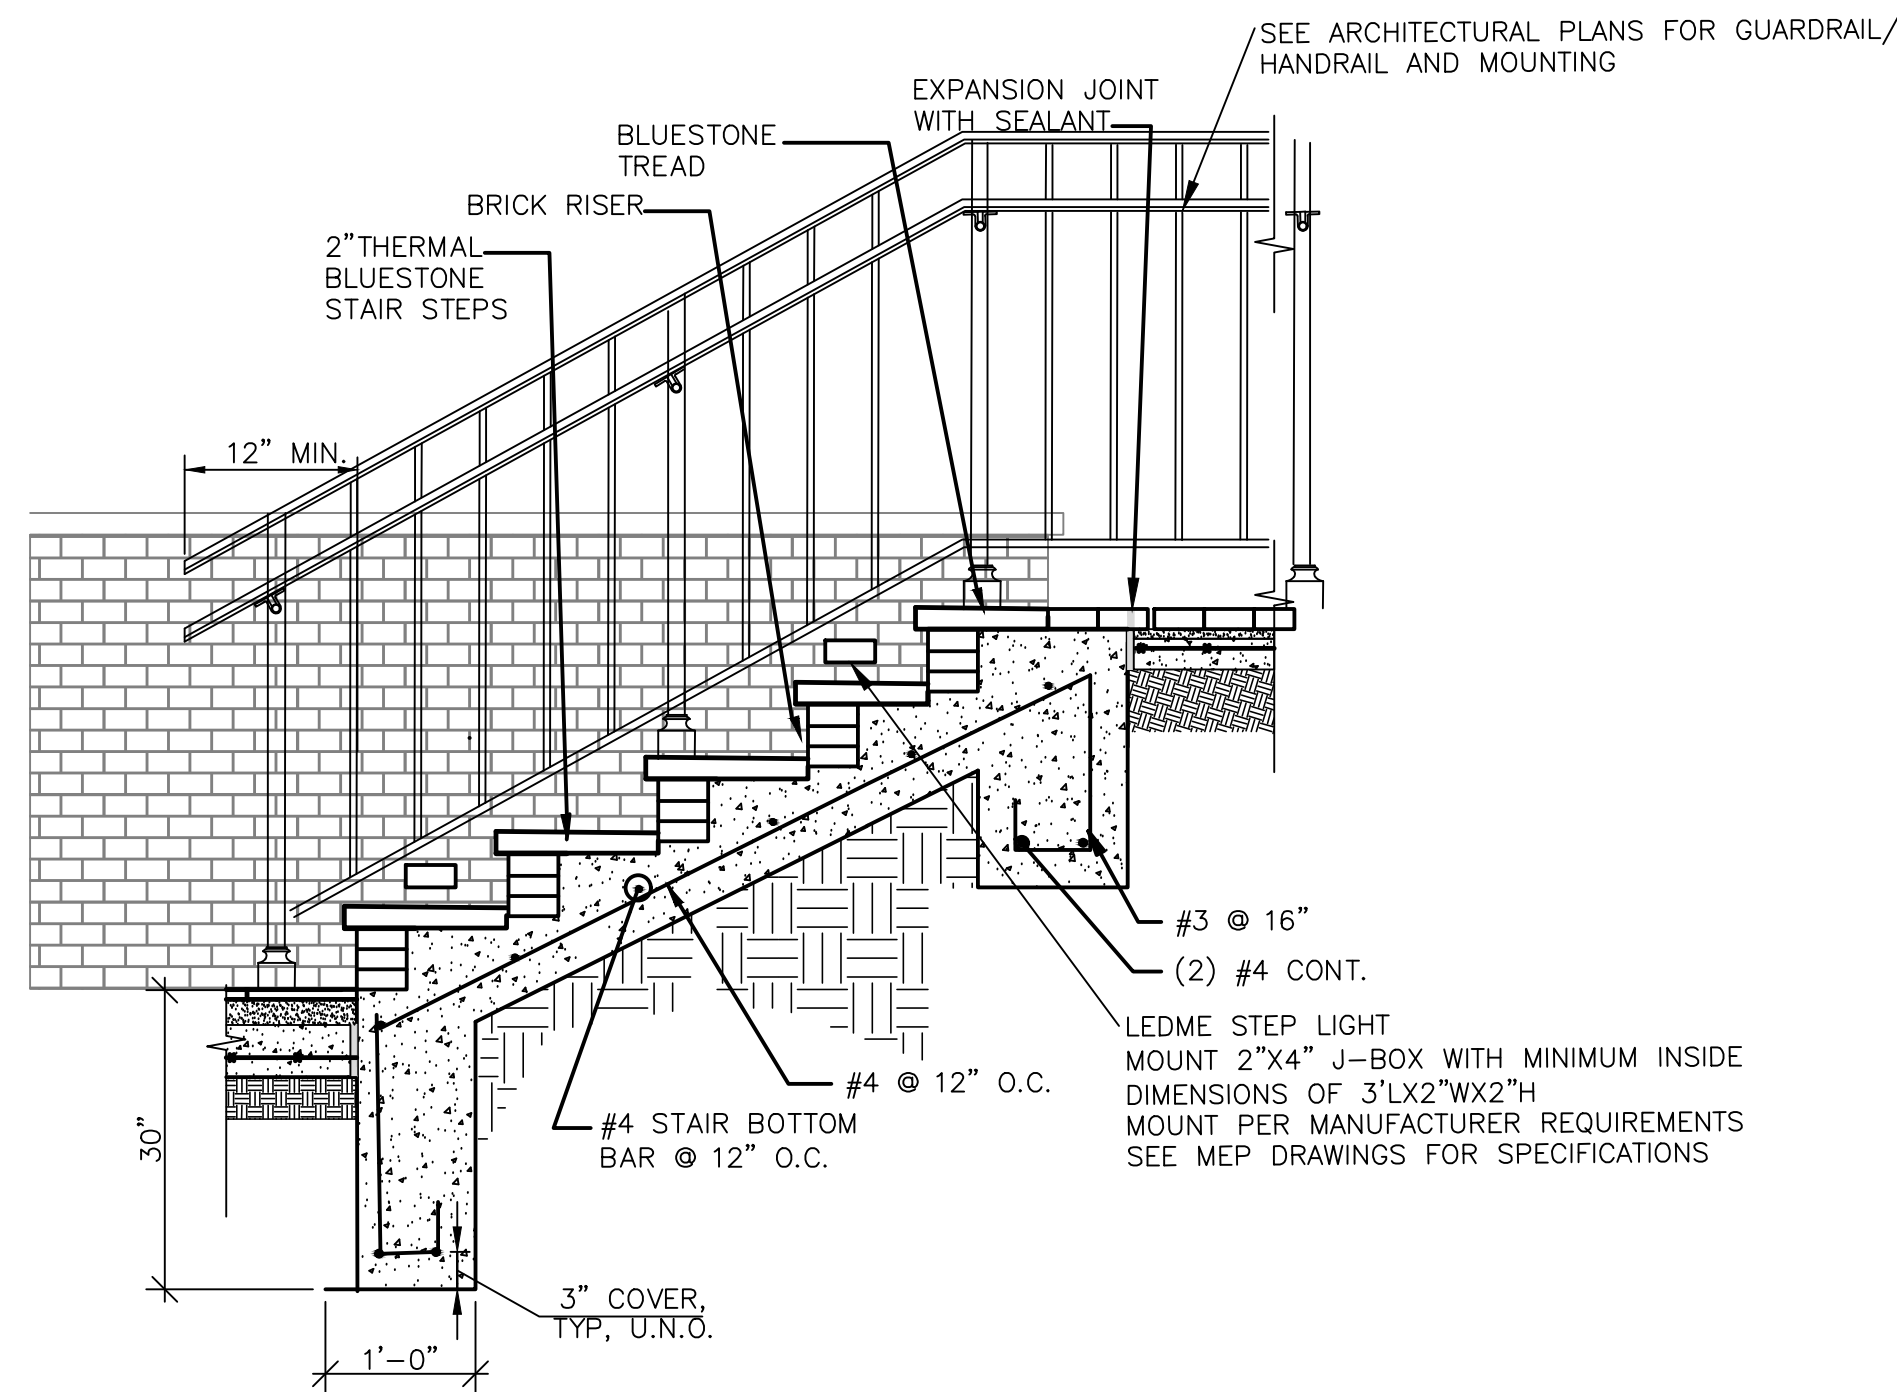 SEE ARCHITECTURAL PLANS FOR GUARDRAIL/
HANDRAIL AND MOUNTING
EXPANSION JOINT
WITH SEALANT
BLUESTONE
TREAD
BRICK RISER
2”THERMAL
BLUESTONE
STAIR STEPS
12” MIN.
#3 @ 16”
(2) #4 CONT.
LEDME STEP LIGHT
MOUNT 2”X4” J-BOX WITH MINIMUM INSIDE
DIMENSIONS OF 3’LX2”WX2”H
MOUNT PER MANUFACTURER REQUIREMENTS
SEE MEP DRAWINGS FOR SPECIFICATIONS
#4 @ 12” O.C.
#4 STAIR BOTTOM
BAR @ 12” O.C.
30”
3” COVER,
TYP, U.N.O.
1’-0”